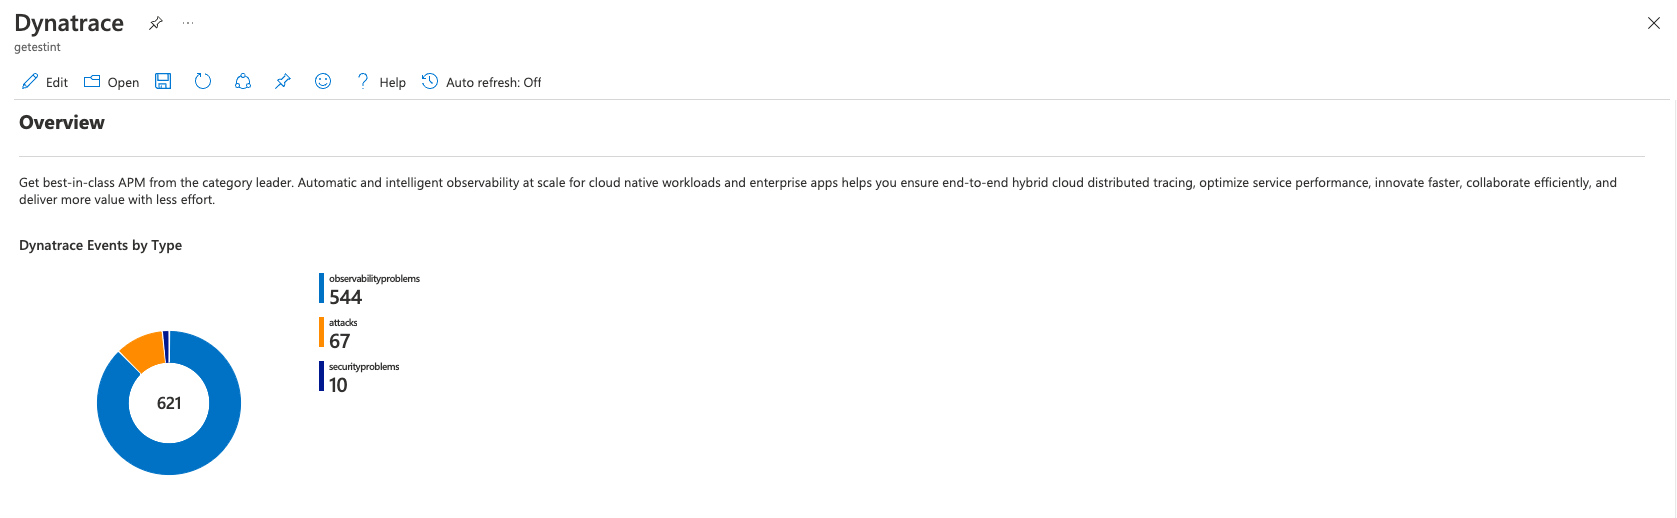 Dynatrace
getestint
Edit Open Help Auto refresh: Off
Overview
Get best-in-class APM from the category leader. Automatic and intelligent observability at scale for cloud native workloads and enterprise apps helps you ensure end-to-end hybrid cloud distributed tracing, optimize service performance, innovate faster, collaborate efficiently, and
deliver more value with less effort.
Dynatrace Events by Type
observabilityproblems
544
attacks
67
securityproblems
10
621